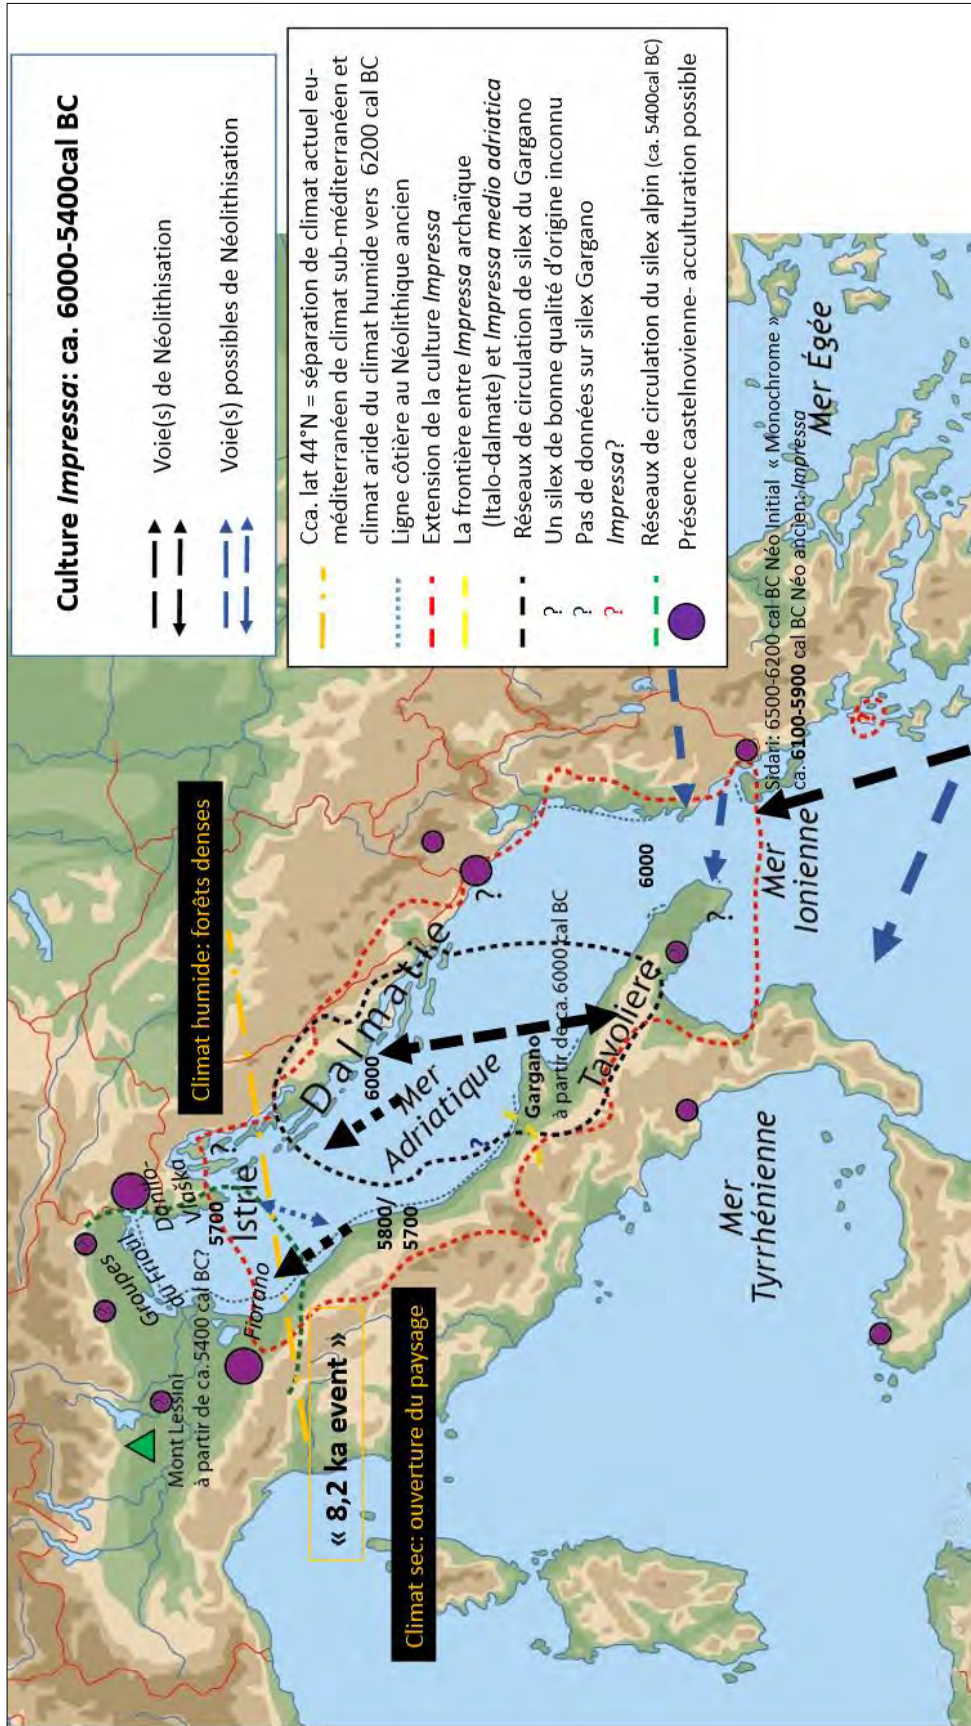 Culture Impressa: ca. 6000-5400cal BC
Voie(s) de Néolithisation
Voie(s) possibles de Néolithisation
Cca. lat 44°N = séparation de climat actuel eu-
méditerranéen de climat sub-méditerranéen et
climat aride du climat humide vers 6200 cal BC
Ligne côtière au Néolithique ancien
Extension de la culture Impressa
La frontière entre Impressa archaïque
(Italo-dalmate) et Impressa medio adriatica
Réseaux de circulation de silex du Gargano
? Un silex de bonne qualité d'origine inconnu
? Pas de données sur silex Gargano
? Impressa?
Réseaux de circulation du silex alpin (ca. 5400cal BC)
Présence castelnovienne- acculturation possible
Climat humide: forêts denses
Danilo-
Vlaška
Groupes
du Frioul
Mont Lessini
à partir de ca. 5400 cal BC?
5700
Istrie
?
Fiorano
« 8,2 ka event »
Climat sec: ouverture du paysage
5800/
5700
Dalmatie
?
6000
Mer
Adriatique
?
Gargano
à partir de ca. 6000 cal BC
Tavoliere
?
6000
Mer
Tyrrhénienne
Mer
Ionienne
Mer Égée
Sidari: 6500-6200 cal BC Néo Initial « Monochrome »
ca. 6100-5900 cal BC Néo ancien: Impressa
?